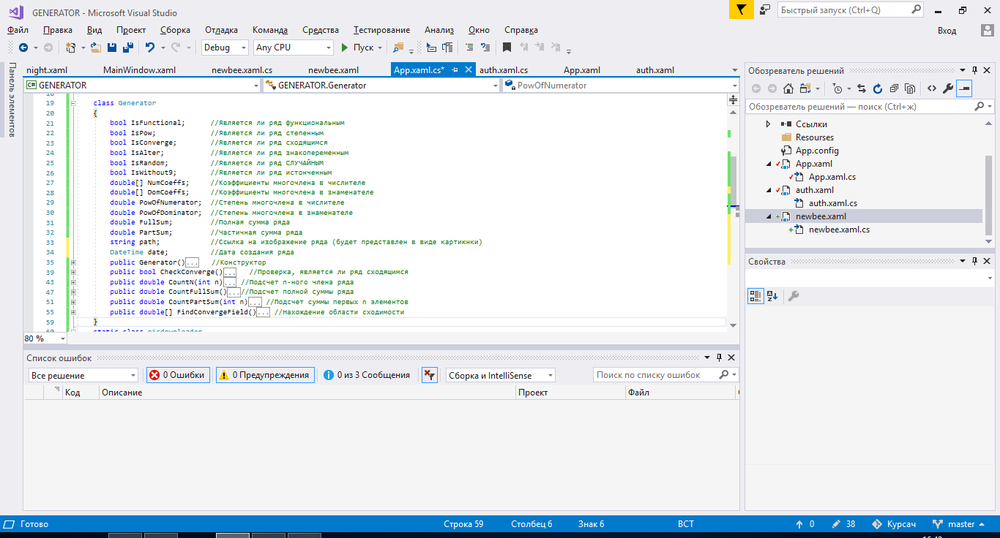 GENERATOR - Microsoft Visual Studio
Быстрый запуск (Ctrl+Q)
Файл Правка Вид Проект Сборка Отладка Команда Средства Тестирование Анализ Окно Справка
Вход
Debug Any CPU Пуск
Панель элементов
night.xaml MainWindow.xaml newbee.xaml.cs newbee.xaml App.xaml.cs* auth.xaml.cs App.xaml auth.xaml
C# GENERATOR GENERATOR.Generator PowOfNumerator
19 class Generator
20 {
21 bool IsFunctional; //Является ли ряд функциональным
22 bool IsPow; //Является ли ряд степенным
23 bool IsConverge; //Является ли ряд сходящимся
24 bool IsAlter; //Является ли ряд знакопеременным
25 bool IsRandom; //Является ли ряд СЛУЧАЙНЫМ
26 bool IsWithout9; //Является ли ряд истонченным
27 double[] NumCoeffs; //Коэффициенты многочлена в числителе
28 double[] DomCoeffs; //Коэффициенты многочлена в знаменателе
29 double PowOfNumerator; //Степень многочлена в числителе
30 double PowOfDominator; //Степень многочлена в знаменателе
31 double FullSum; //Полная сумма ряда
32 double PartSum; //Частичная сумма ряда
33 string path; //Ссылка на изображение ряда (будет представлен в виде картикнки)
34 DateTime date; //Дата создания ряда
35 public Generator()... //Конструктор
39 public bool CheckConverge()... //Проверка, является ли ряд сходящимся
43 public double CountN(int n)... //Подсчет n-ного члена ряда
47 public double CountFullSum()...//Подсчет полной суммы ряда
51 public double CountPartSum(int n)... //Подсчет суммы первых n элементов
55 public double[] FindConvergeField()... //Нахождение области сходимости
59 }
80 %
Список ошибок
Все решение 0 Ошибки 0 Предупреждения 0 из 3 Сообщения Сборка и IntelliSense Поиск по списку ошибок
Код Описание Проект Файл
Обозреватель решений
Обозреватель решений — поиск (Ctrl+ж)
Ссылки
Resourses
App.config
App.xaml
App.xaml.cs
auth.xaml
auth.xaml.cs
newbee.xaml
newbee.xaml.cs
Свойства
Готово Строка 59 Столбец 6 Знак 6 ВСТ 0 38 Курсач master